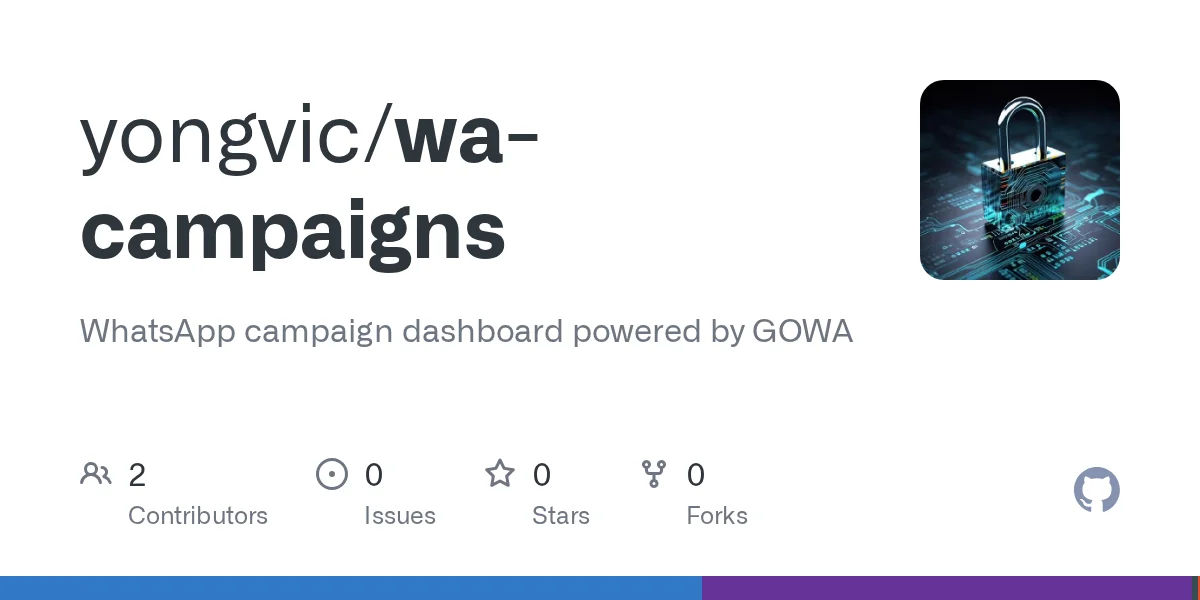 yongvic/wa-
campaigns
WhatsApp campaign dashboard powered by GOWA
2 0 0 0
Contributors Issues Stars Forks